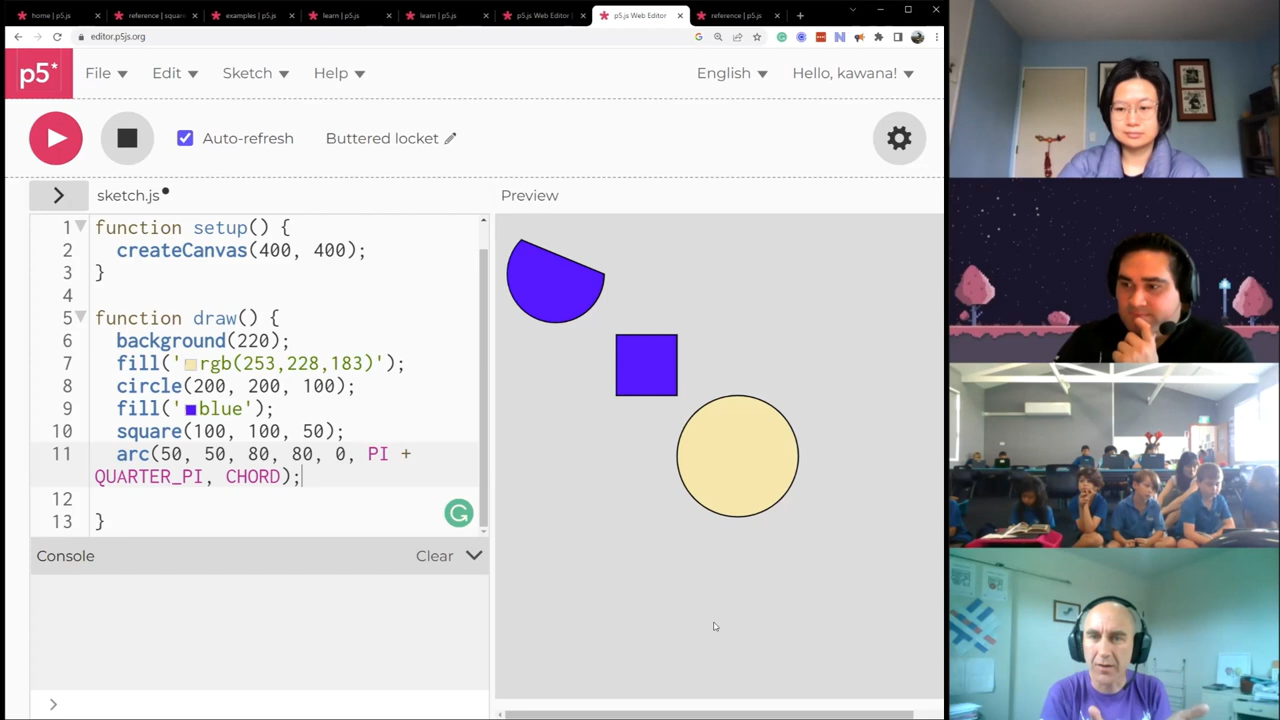 home | p5.js
reference | squar
examples | p5.js
learn | p5.js
learn | p5.js
p5.js Web Editor
p5.js Web Editor
reference | p5.js
editor.p5js.org
p5*
File
Edit
Sketch
Help
English
Hello, kawana!
Auto-refresh
Buttered locket
sketch.js
Preview
1 function setup() {
2 createCanvas(400, 400);
3 }
4
5 function draw() {
6 background(220);
7 fill('rgb(253,228,183)');
8 circle(200, 200, 100);
9 fill('blue');
10 square(100, 100, 50);
11 arc(50, 50, 80, 80, 0, PI +
QUARTER_PI, CHORD);
12
13 }
Console
Clear